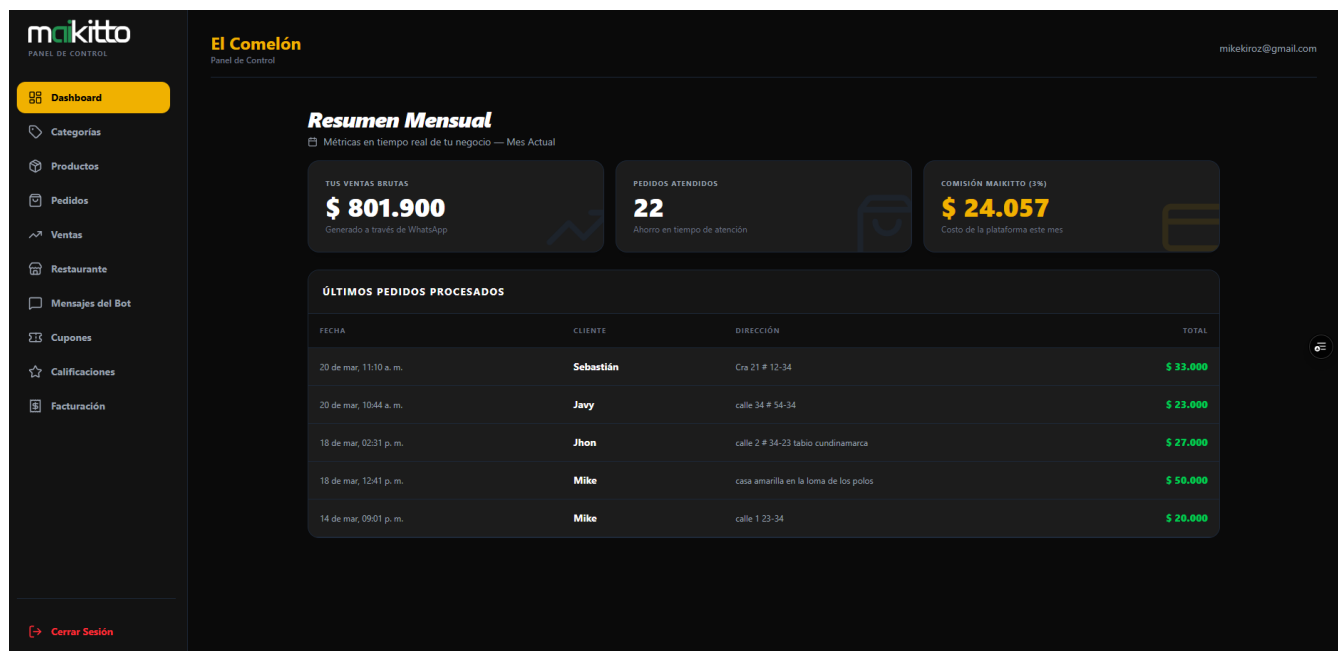 maikitto
PANEL DE CONTROL
Dashboard
Categorías
Productos
Pedidos
Ventas
Restaurante
Mensajes del Bot
Cupones
Calificaciones
Facturación
Cerrar Sesión
El Comelón
Panel de Control
mikekiroz@gmail.com
Resumen Mensual
Métricas en tiempo real de tu negocio — Mes Actual
TUS VENTAS BRUTAS
$ 801.900
Generado a través de WhatsApp
PEDIDOS ATENDIDOS
22
Ahorro en tiempo de atención
COMISIÓN MAIKITTO (3%)
$ 24.057
Costo de la plataforma este mes
ÚLTIMOS PEDIDOS PROCESADOS
FECHA CLIENTE DIRECCIÓN TOTAL
20 de mar, 11:10 a. m. Sebastián Cra 21 # 12-34 $ 33.000
20 de mar, 10:44 a. m. Javy calle 34 # 54-34 $ 23.000
18 de mar, 02:31 p. m. Jhon calle 2 # 34-23 tabio cundinamarca $ 27.000
18 de mar, 12:41 p. m. Mike casa amarilla en la loma de los polos $ 50.000
14 de mar, 09:01 p. m. Mike calle 1 23-34 $ 20.000